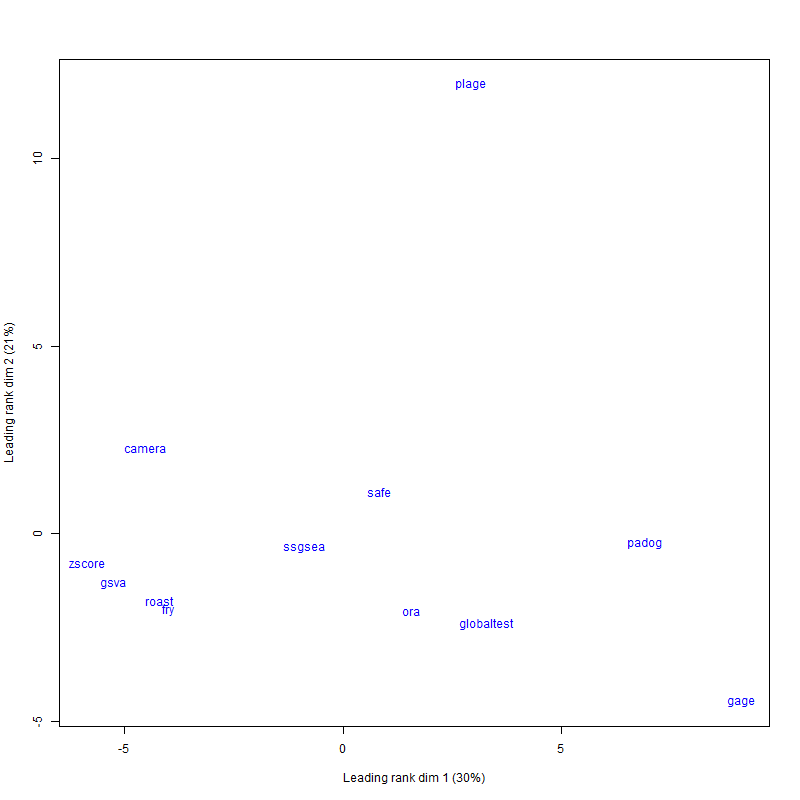 plage
10
5
Leading rank dim 2 (21%)
camera
safe
ssgsea
0
padog
zscore
gsva
roast
fry
ora
globaltest
gage
-5
-5
0
5
Leading rank dim 1 (30%)